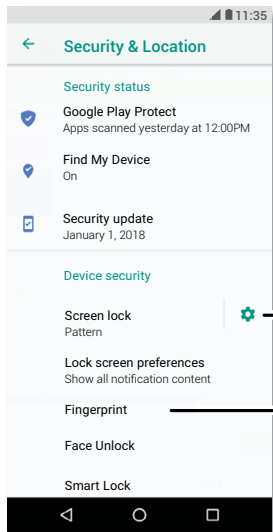 11:35
Security & Location
Security status
Google Play Protect
Apps scanned yesterday at 12:00PM
Find My Device
On
Security update
January 1, 2018
Device security
Screen lock
Pattern
Lock screen preferences
Show all notification content
Fingerprint
Face Unlock
Smart Lock